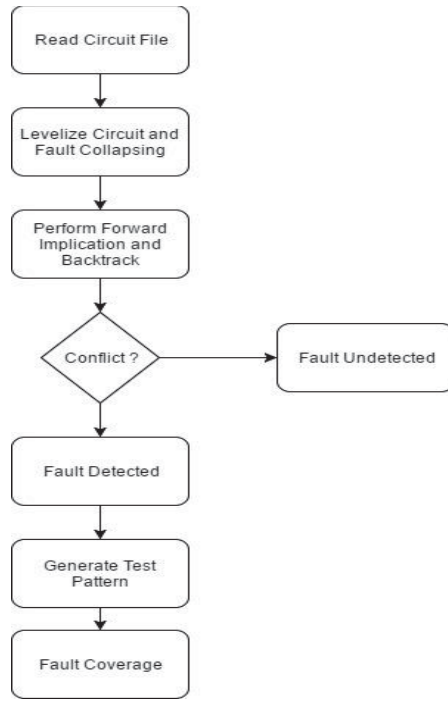 Read Circuit File
Levelize Circuit and
Fault Collapsing
Perform Forward
Implication and
Backtrack
Conflict ?
Fault Undetected
Fault Detected
Generate Test
Pattern
Fault Coverage